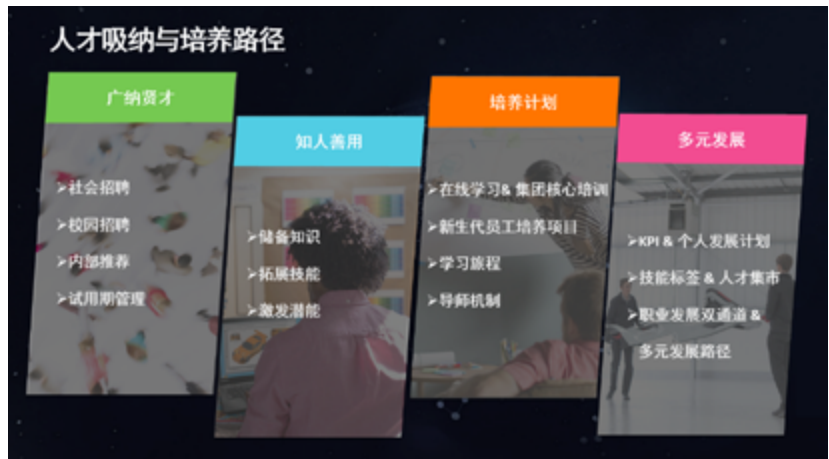 人才吸纳与培养路径
广纳贤才
➢社会招聘
➢校园招聘
➢内部推荐
➢试用期管理
知人善用
➢储备知识
➢拓展技能
➢激发潜能
培养计划
➢在线学习& 集团核心培训
➢新生代员工培养项目
➢学习旅程
➢导师机制
多元发展
➢KPI & 个人发展计划
➢技能标签 & 人才集市
➢职业发展双通道 &
多元发展路径